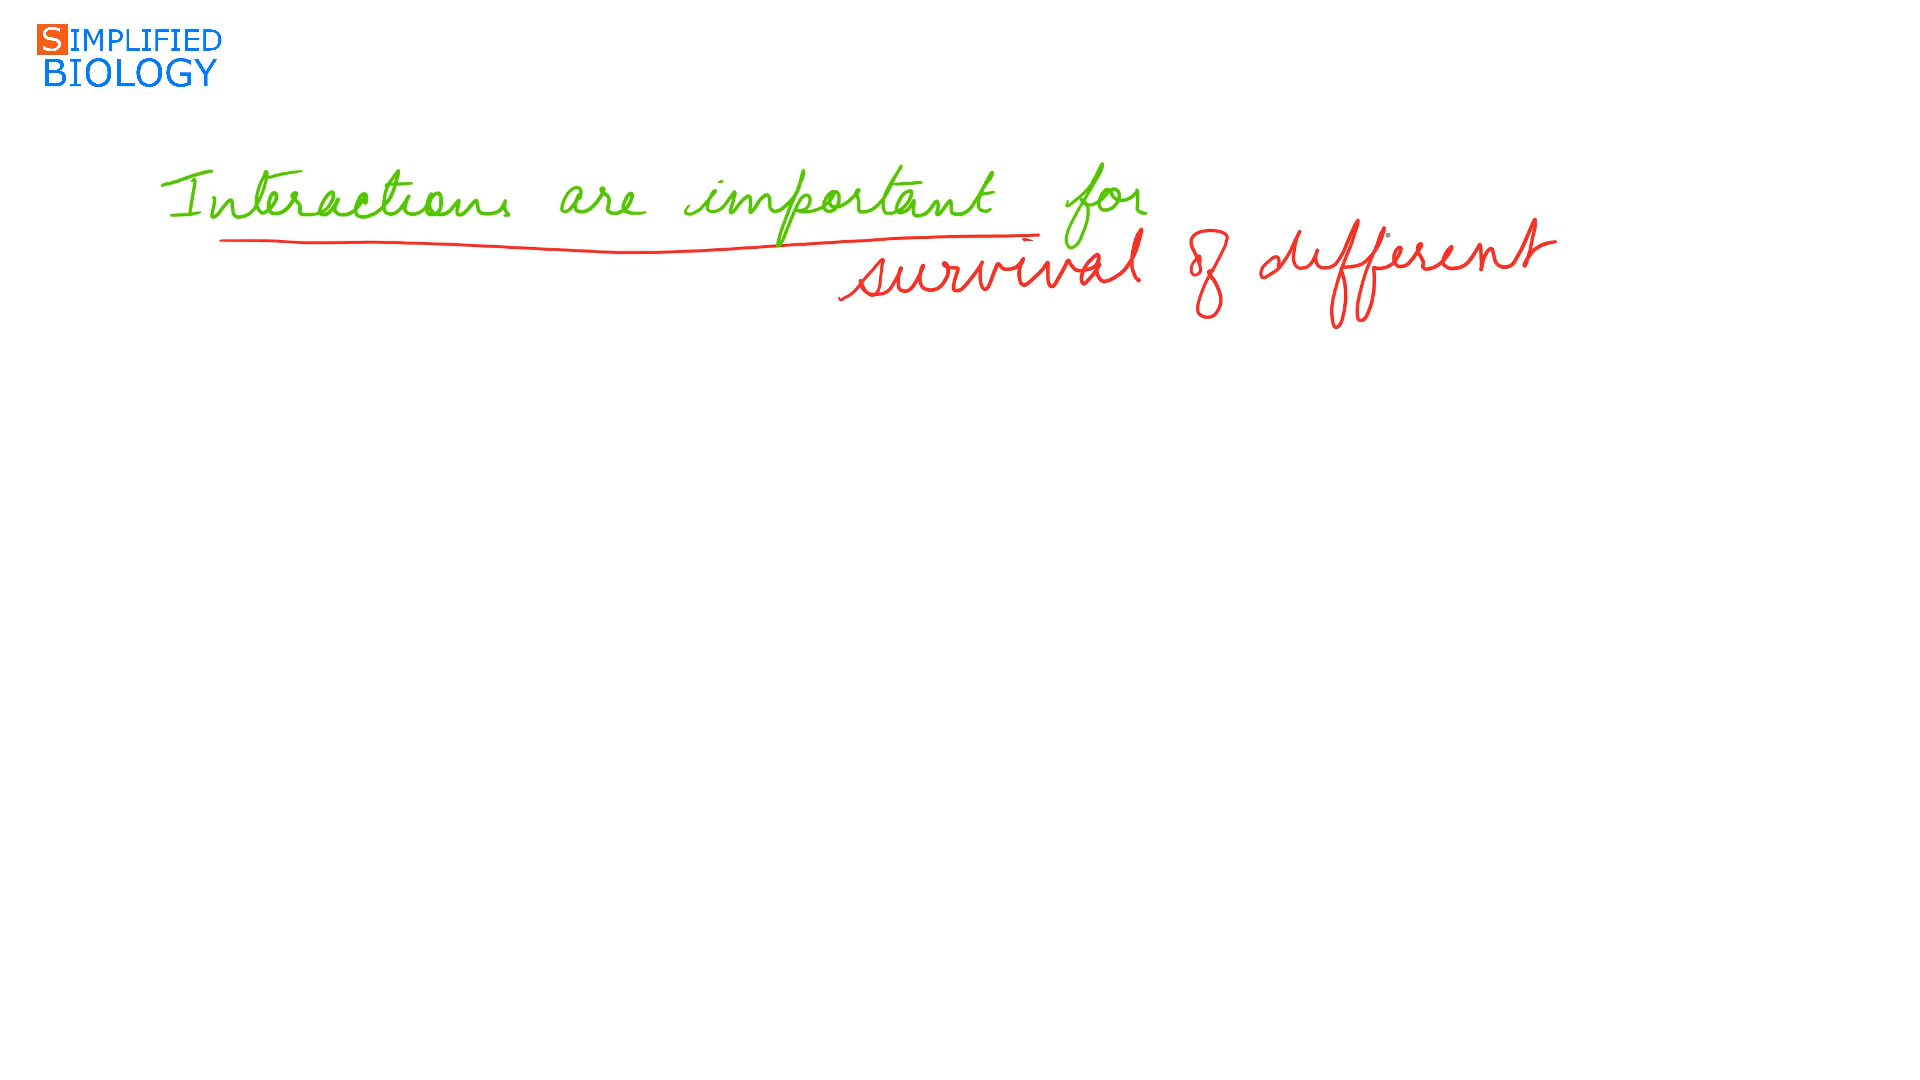 SIMPLIFIED
BIOLOGY
Interactions are important for
survival of different